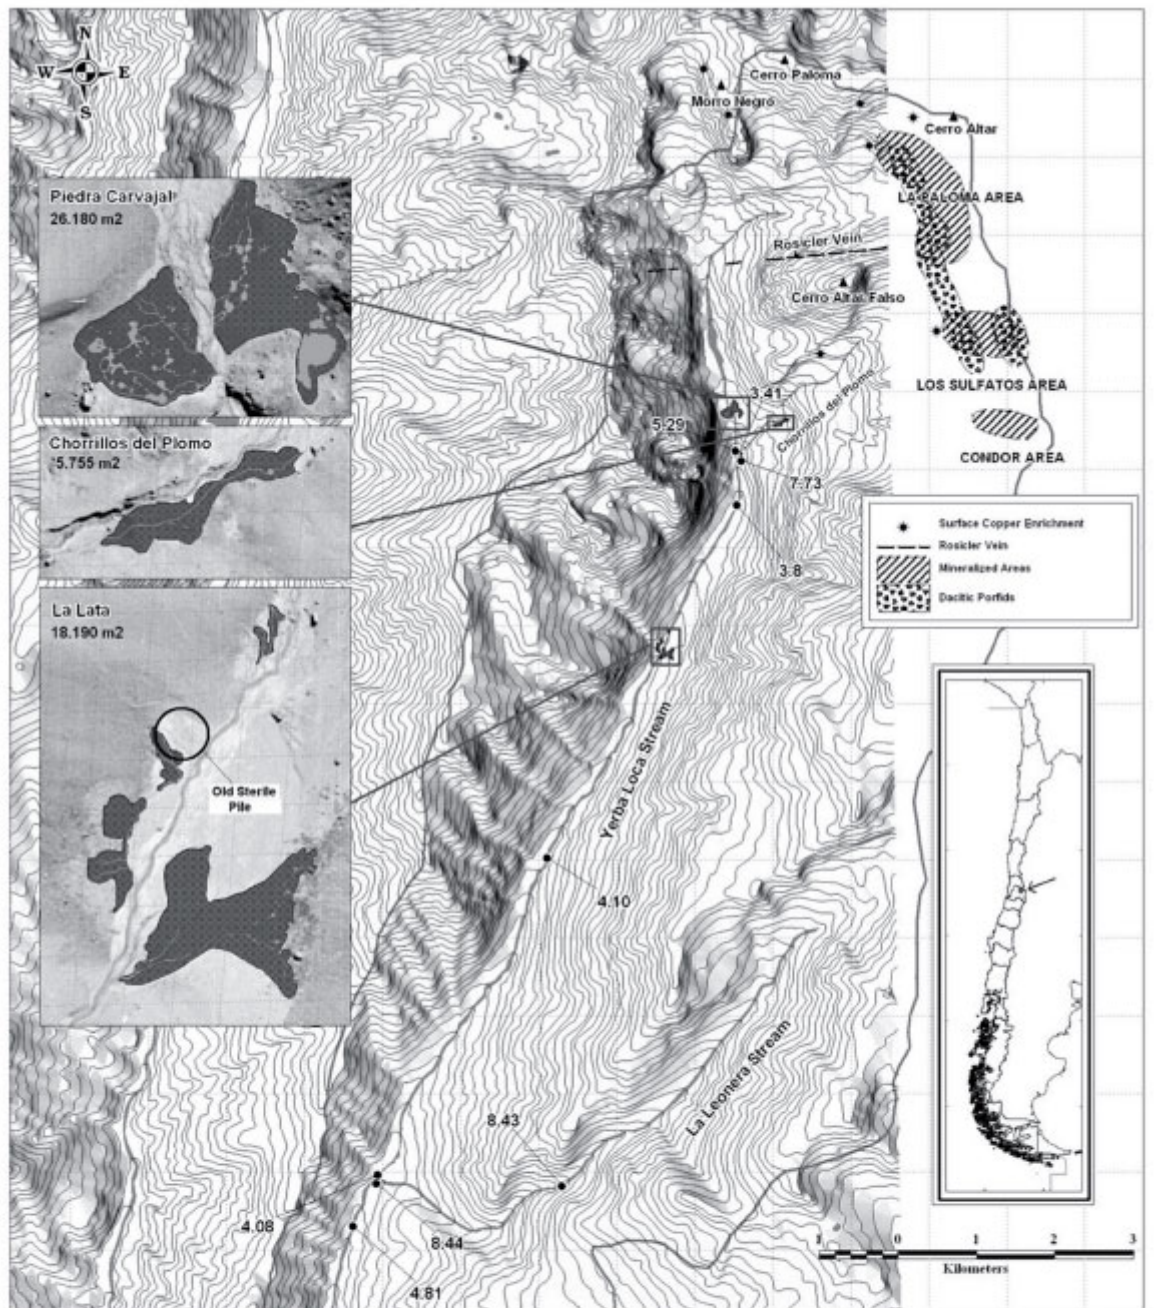 N
W E
S
Cerro Paloma
Morro Negro
Cerro Altar
LA PALOMA AREA
Piedra Carvajal
26.180 m2
Rosicler Vein
Cerro Altar Falso
LOS SULFATOS AREA
3.41
5.29
Chorrillos del Plomo
CONDOR AREA
7.73
3.8
Chorrillos del Plomo
5.755 m2
Surface Copper Enrichment
Rosicler Vein
Mineralized Areas
Dacitic Porfids
La Lata
18.190 m2
Old Sterile
Pile
Yerba Loca Stream
4.10
La Leonera Stream
8.43
4.08
8.44
4.81
1 0 1 2 3
Kilometers